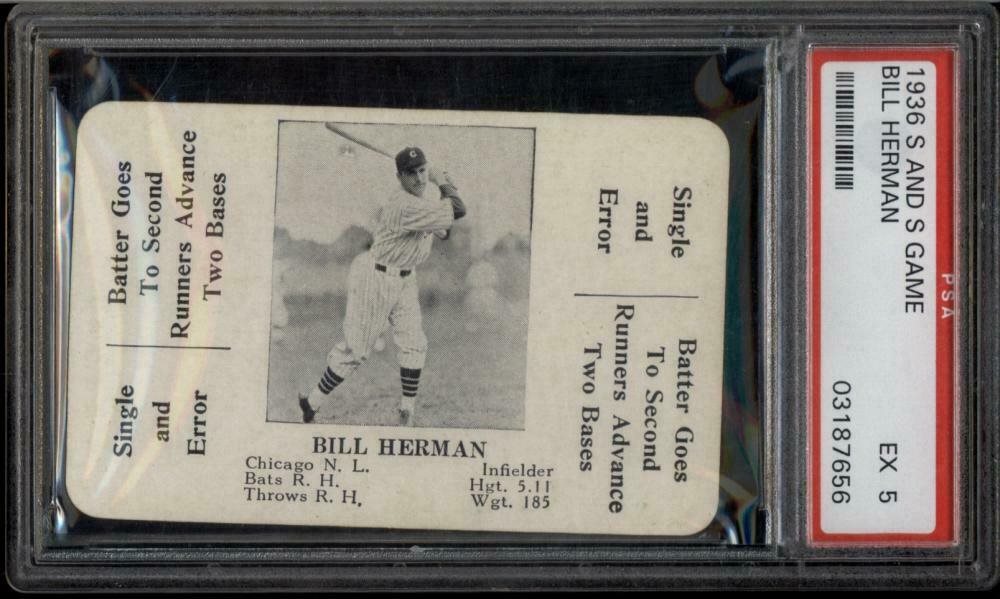 Batter Goes
To Second
Runners Advance
Two Bases
Single
and
Error
C
BILL HERMAN
Chicago N. L.
Bats R. H.
Throws R. H.
Infielder
Hgt. 5.11
Wgt. 185
Single
and
Error
Batter Goes
To Second
Runners Advance
Two Bases
1936 S AND S GAME
BILL HERMAN
EX 5
03187656
PSA